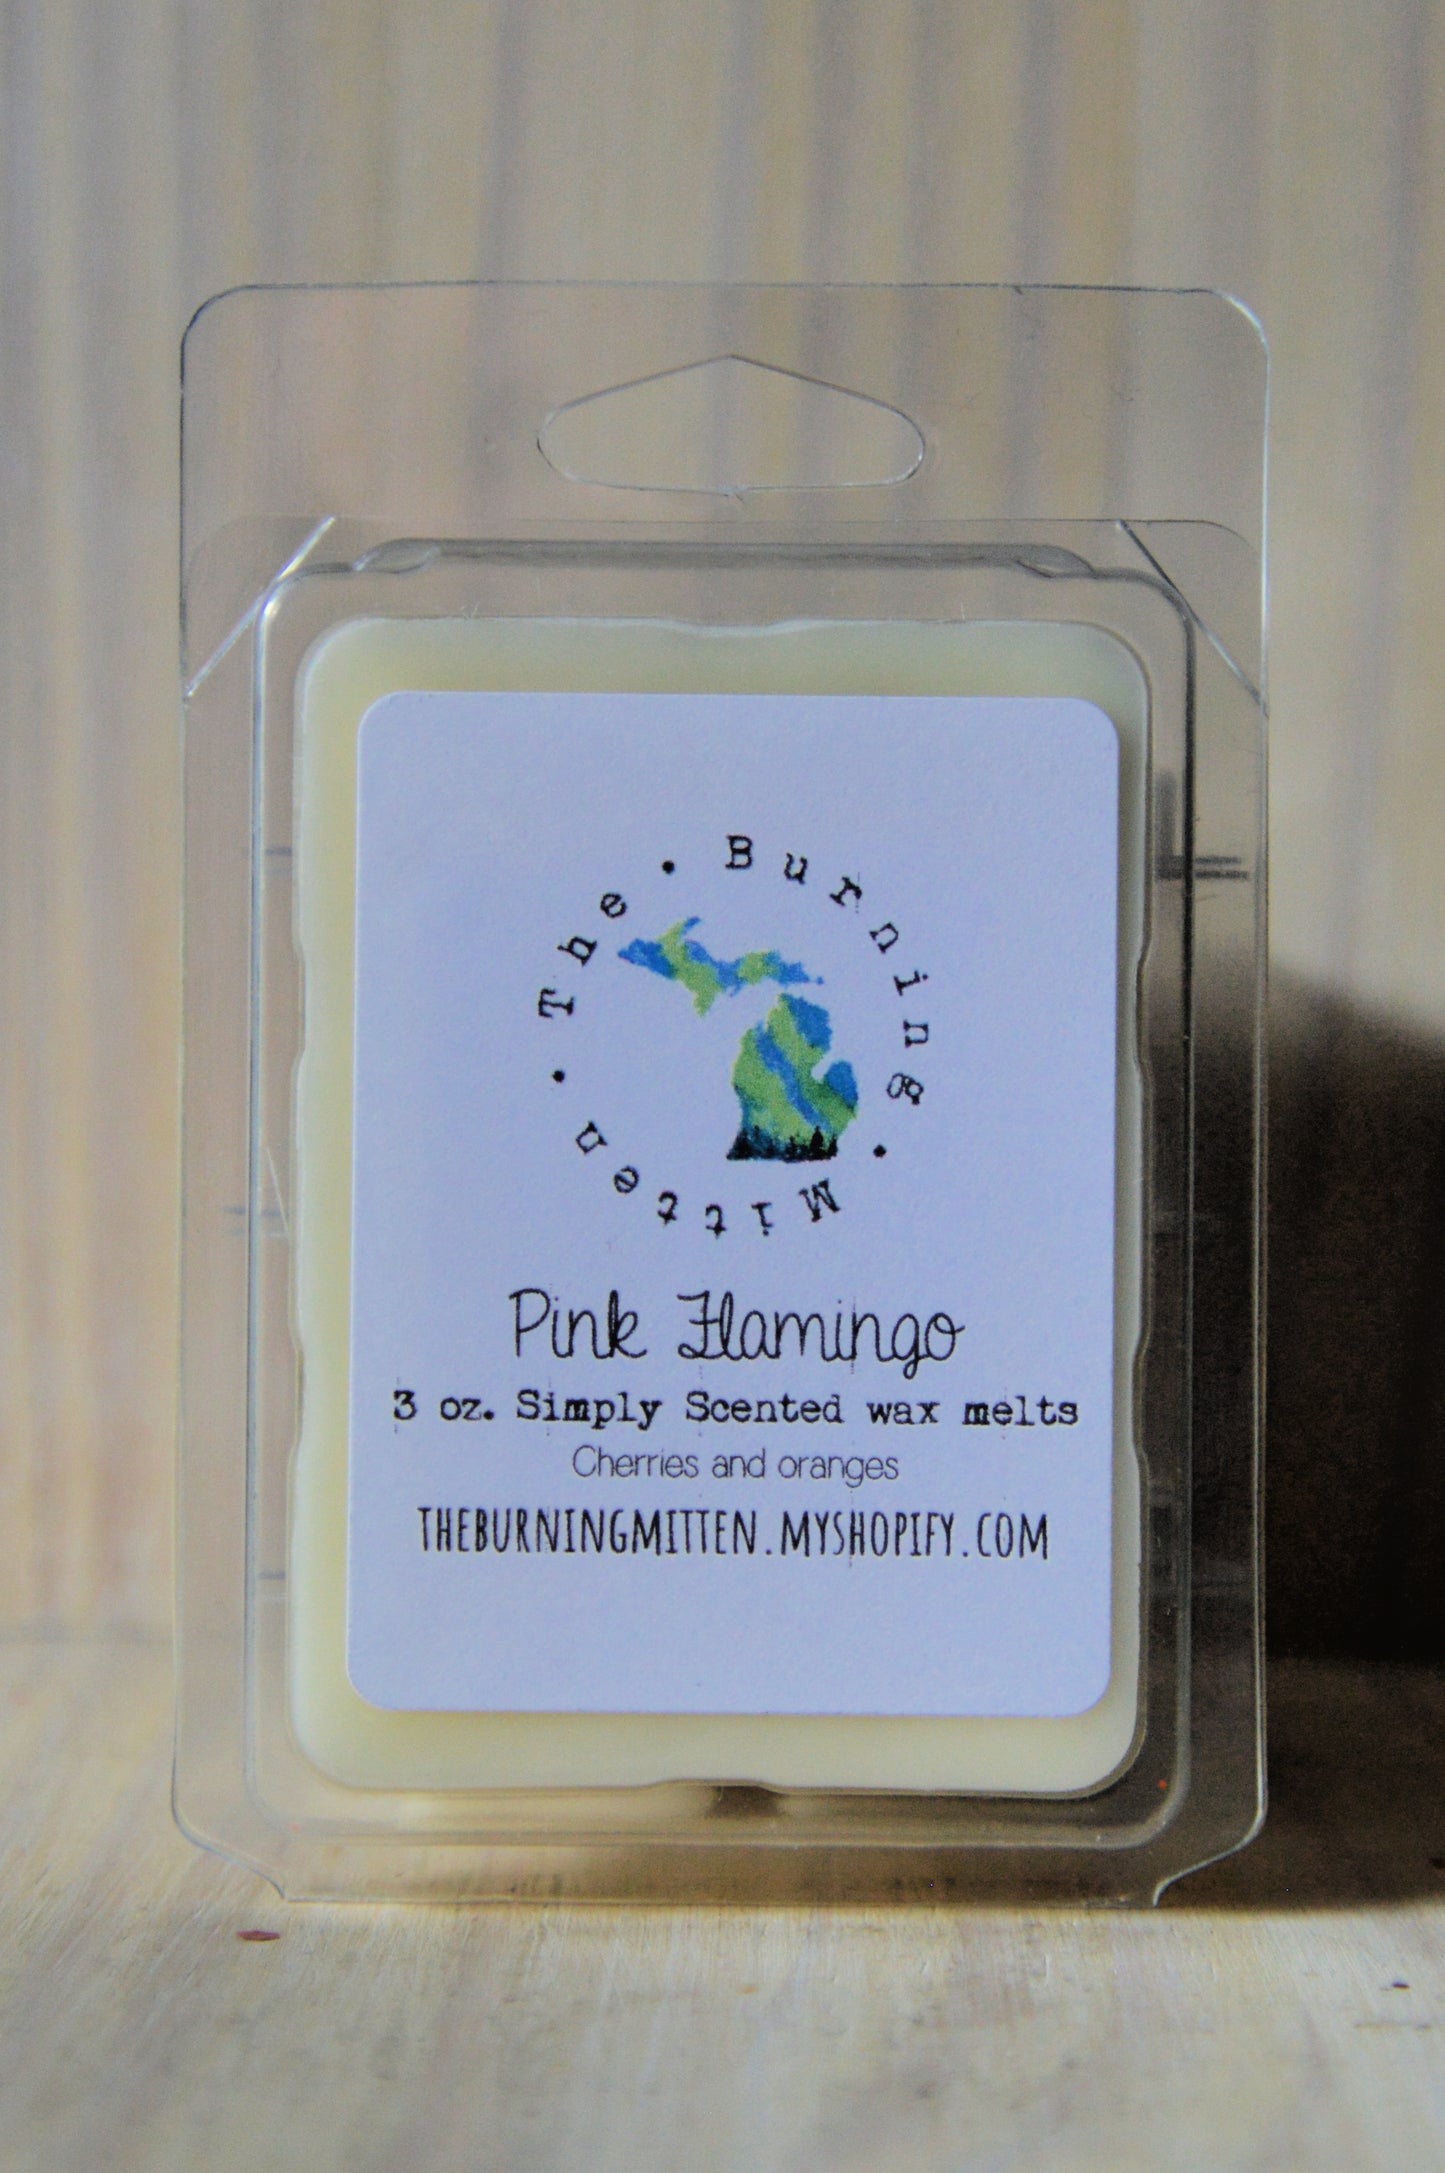 The • Burning • Mitten •
Pink Flamingo
3 oz. Simply Scented wax melts
Cherries and oranges
THEBURNINGMITTEN.MYSHOPIFY.COM